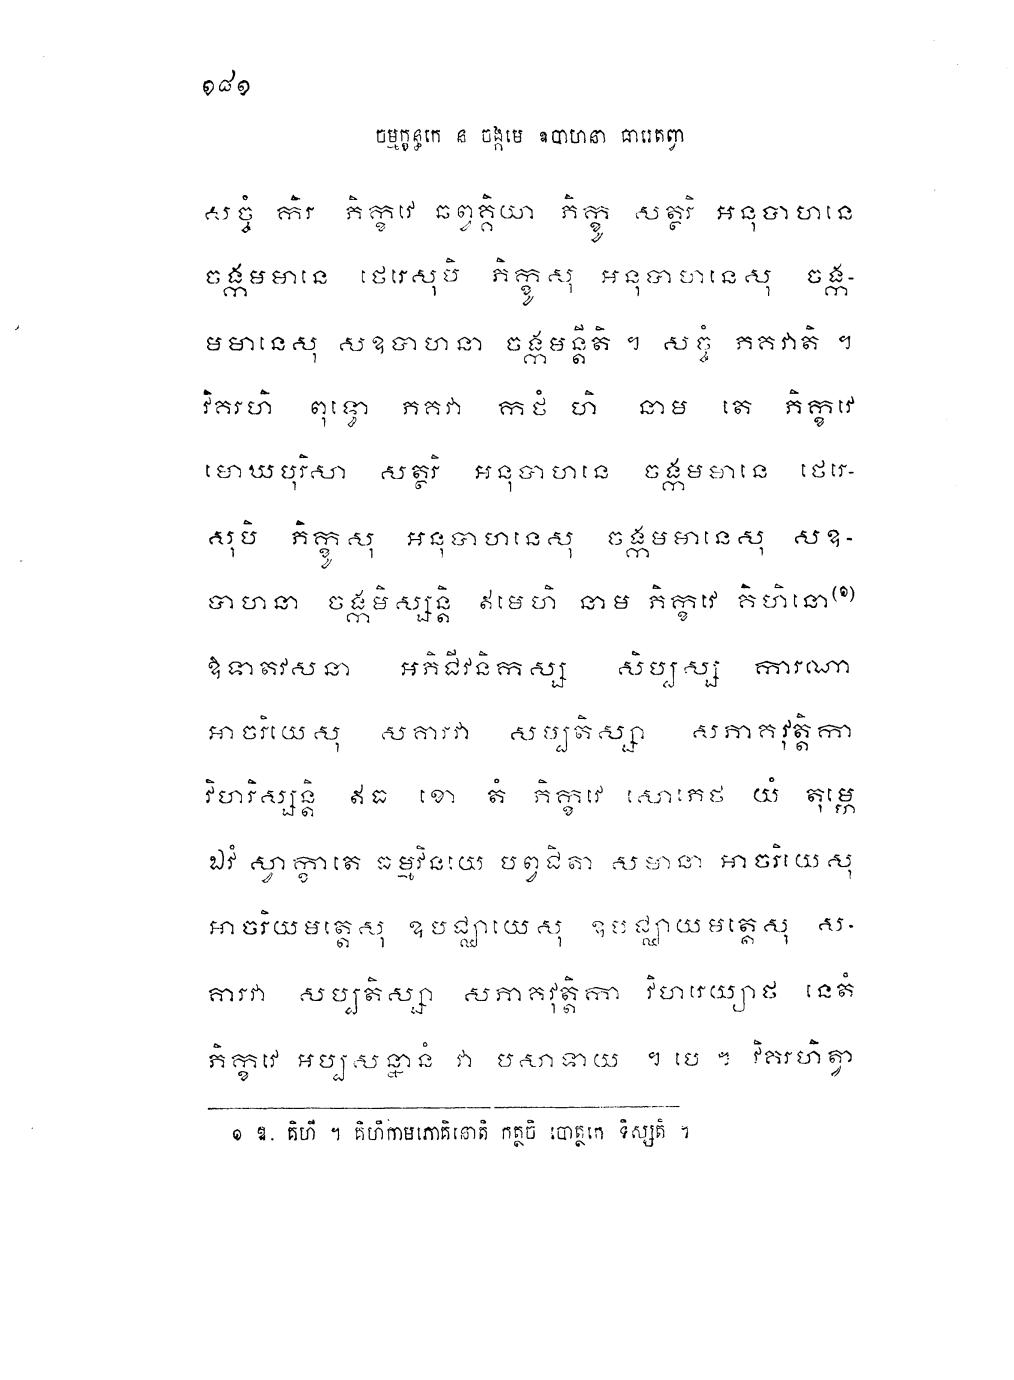 ១៨១
ចម្មក្ខន្ធកេ ន ចង្កមេ ឧបាហនា ធារេតព្វា
សច្ចំ កិរ ភិក្ខវេ ឆព្វគ្គិយា ភិក្ខូ សត្ថរិ អនុបាហនេ
ចង្កមមានេ ថេរេសុបិ ភិក្ខូសុ អនុបាហនេសុ ចង្ក-
មមានេសុ សឧបាហនា ចង្កមន្តីតិ ។ សច្ចំ ភគវាតិ ។
វិគរហិ ពុទ្ធោ ភគវា កថំ ហិ នាម តេ ភិក្ខវេ
មោឃបុរិសា សត្ថរិ អនុបាហនេ ចង្កមមានេ ថេរេ-
សុបិ ភិក្ខូសុ អនុបាហនេសុ ចង្កមមានេសុ សឧ-
បាហនា ចង្កមិស្សន្តិ ឥមេហិ នាម ភិក្ខវេ គិហិនោ(១)
ឱទាតវសនា អភិជីវនិកស្ស សិប្បស្ស ការណា
អាចរិយេសុ សគារវា សប្បតិស្សា សភាគវុត្តិកា
វិហរិស្សន្តិ ឥធ ខោ តំ ភិក្ខវេ សោភេថ យំ តុម្ហេ
ឯវំ ស្វាក្ខាតេ ធម្មវិនយេ បព្វជិតា សមានា អាចរិយេសុ
អាចរិយមត្តេសុ ឧបជ្ឈាយេសុ ឧបជ្ឈាយមត្តេសុ ស-
គារវា សប្បតិស្សា សភាគវុត្តិកា វិហរេយ្យាថ នេតំ
ភិក្ខវេ អប្បសន្នានំ វា បសាទាយ ។ បេ ។ វិគរហិត្វា
១ ឱ. គិហី ។ គិហីកាមភោគិនោតិ កត្ថចិ បោត្ថកេ ទិស្សតិ ។